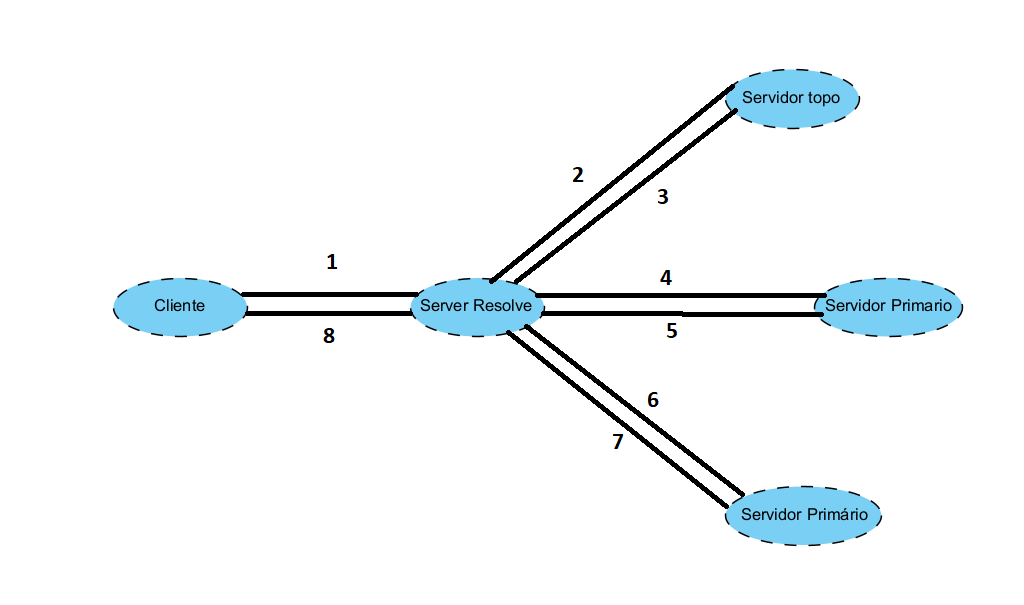 Servidor topo
2
3
1
4
Cliente
Server Resolve
Servidor Primario
8
5
6
7
Servidor Primário